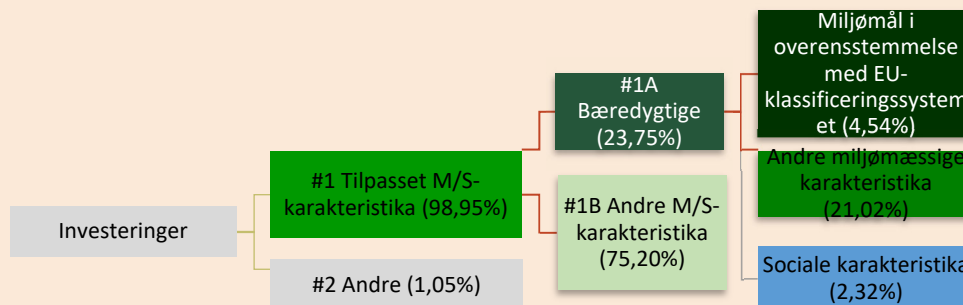 Investeringer
#1 Tilpasset M/S-
karakteristika (98,95%)
#2 Andre (1,05%)
#1A
Bæredygtige
(23,75%)
#1B Andre M/S-
karakteristika
(75,20%)
Miljømål i
overensstemmelse
med EU-
klassificeringssystem
et (4,54%)
Andre miljømæssige
karakteristika
(21,02%)
Sociale karakteristika
(2,32%)